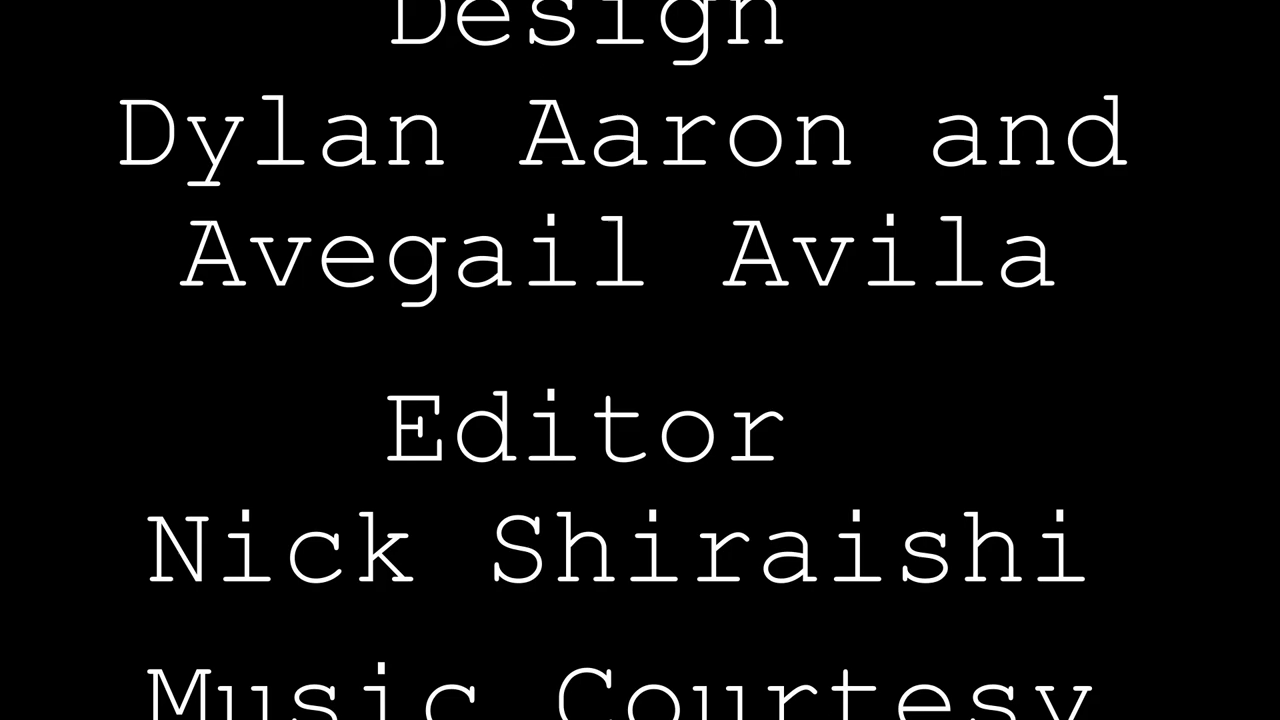 Design
Dylan Aaron and
Avegail Avila
Editor
Nick Shiraishi
Music Courtesy